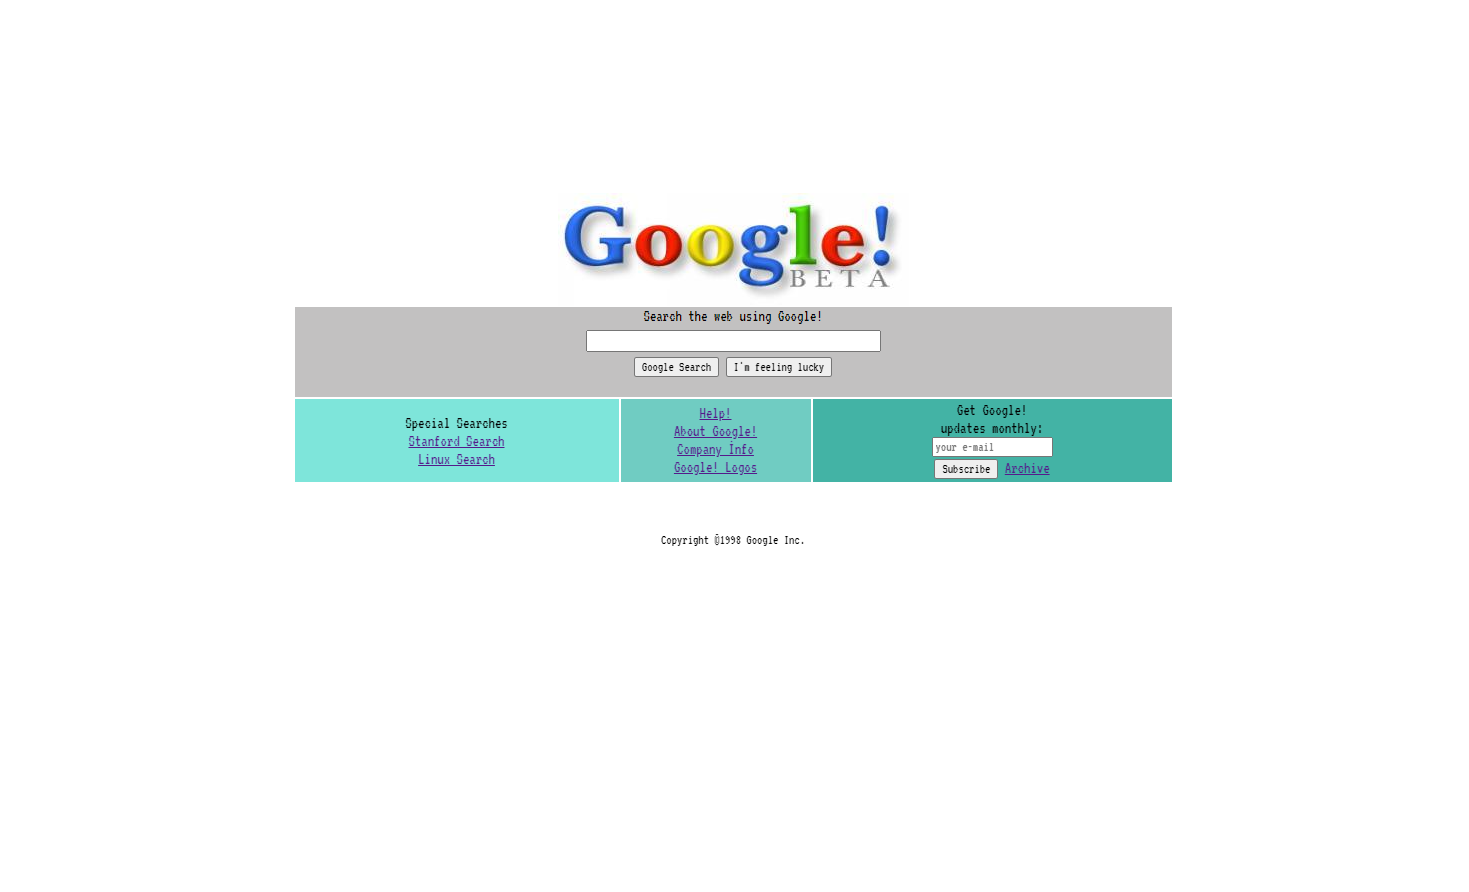 Google!
BETA
Search the web using Google!
Google Search I'm feeling lucky
Special Searches
Stanford Search
Linux Search
Help!
About Google!
Company Info
Google! Logos
Get Google!
updates monthly:
your e-mail
Subscribe Archive
Copyright ©1998 Google Inc.